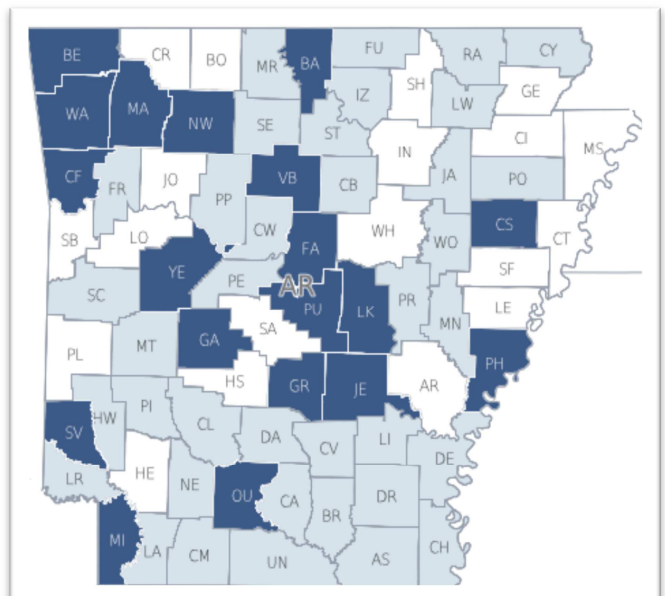 BE CR BO MR BA FU RA CY
SH IZ LW GE
WA MA NW SE ST CI MS
IN
CF FR JO PP VB CB JA PO
SB LO CW FA WH WO CS CT
YE PE SF
SC AR PU LK PR MN LE
PL MT GA SA
HS GR JE AR PH
SV HW PI CL DA CV LI DE
LR HE NE OU CA BR DR
MI LA CM UN AS CH